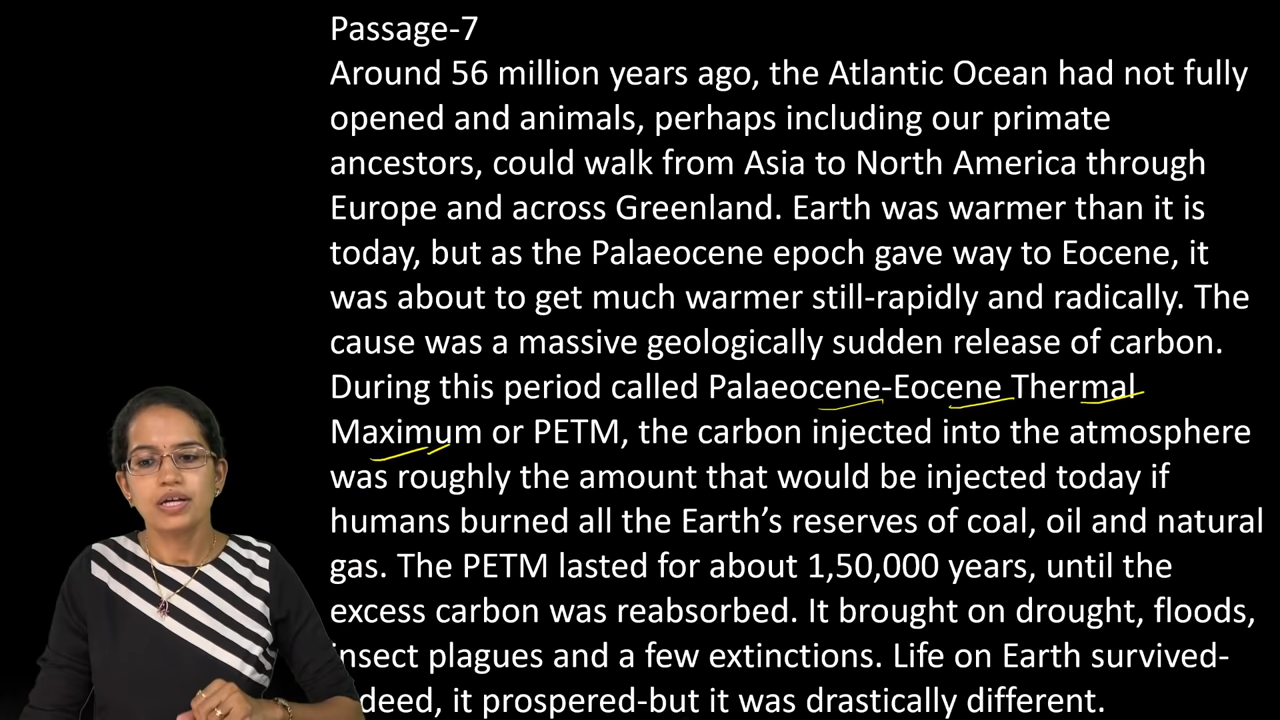 Passage-7
Around 56 million years ago, the Atlantic Ocean had not fully
opened and animals, perhaps including our primate
ancestors, could walk from Asia to North America through
Europe and across Greenland. Earth was warmer than it is
today, but as the Palaeocene epoch gave way to Eocene, it
was about to get much warmer still-rapidly and radically. The
cause was a massive geologically sudden release of carbon.
During this period called Palaeocene-Eocene Thermal
Maximum or PETM, the carbon injected into the atmosphere
was roughly the amount that would be injected today if
humans burned all the Earth’s reserves of coal, oil and natural
gas. The PETM lasted for about 1,50,000 years, until the
excess carbon was reabsorbed. It brought on drought, floods,
insect plagues and a few extinctions. Life on Earth survived-
deed, it prospered-but it was drastically different.